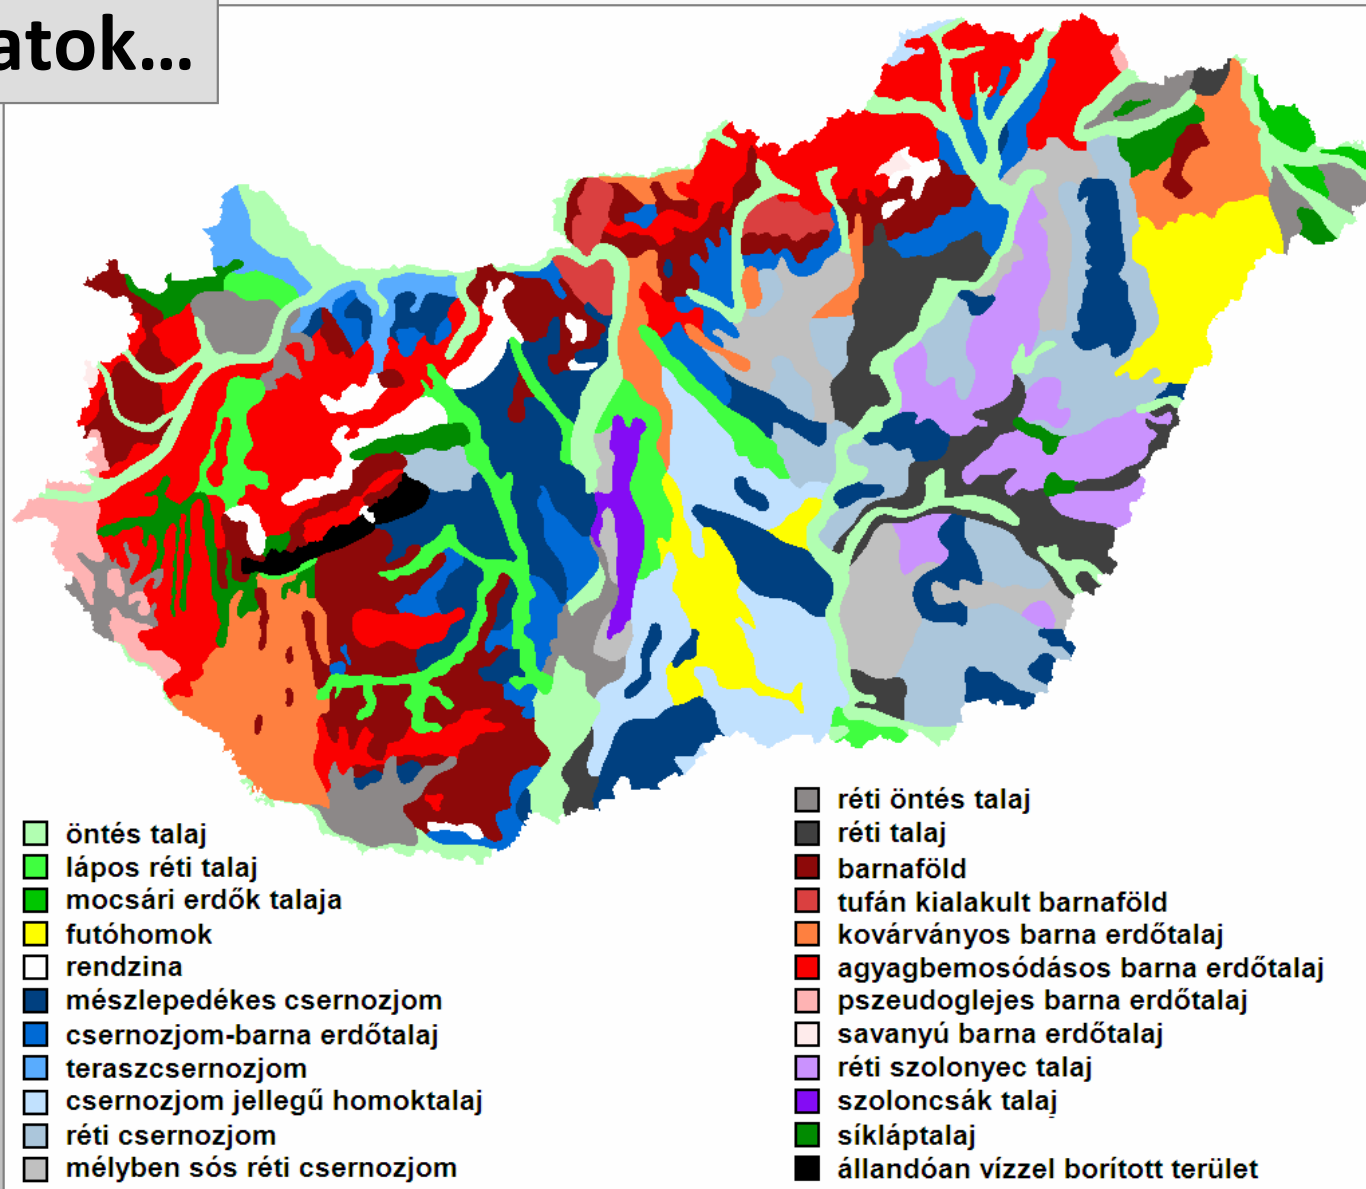 atok...
öntés talaj
lápos réti talaj
mocsári erdők talaja
futóhomok
rendzina
mészlepedékes csernozjom
csernozjom-barna erdőtalaj
teraszcsernozjom
csernozjom jellegű homoktalaj
réti csernozjom
mélyben sós réti csernozjom
réti öntés talaj
réti talaj
barnaföld
tufán kialakult barnaföld
kovárványos barna erdőtalaj
agyagbemosódásos barna erdőtalaj
pszeudoglejes barna erdőtalaj
savanyú barna erdőtalaj
réti szolonyec talaj
szoloncsák talaj
síkláptalaj
állandóan vízzel borított terület